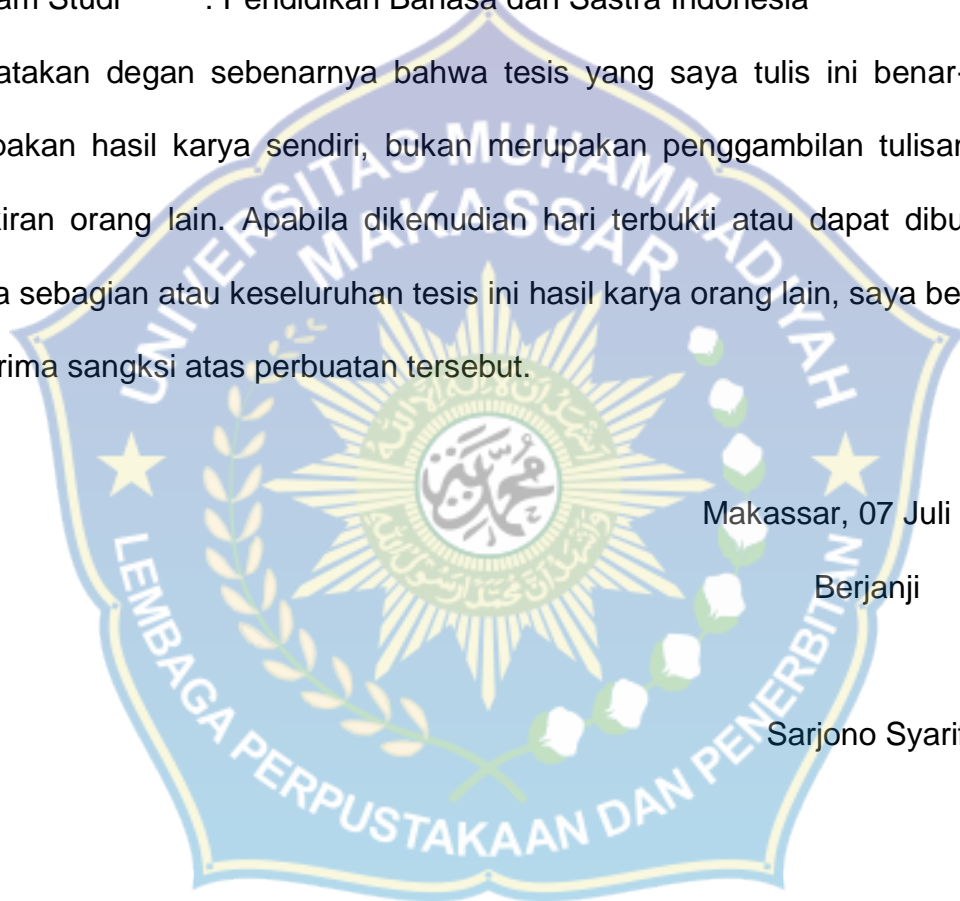 am Studi : Pendidikan Bahasa dan Sastra Indonesia
atakan degan sebenarnya bahwa tesis yang saya tulis ini benar-
pakan hasil karya sendiri, bukan merupakan penggambilan tulisan
kiran orang lain. Apabila dikemudian hari terbukti atau dapat dibu
a sebagian atau keseluruhan tesis ini hasil karya orang lain, saya be
rima sangksi atas perbuatan tersebut.
UNIVERSITAS MUHAMMADIYAH
MAKASSAR
محمدية
Makassar, 07 Juli
Berjanji
Sarjono Syarif
LEMBAGA PERPUSTAKAAN DAN PENERBITAN